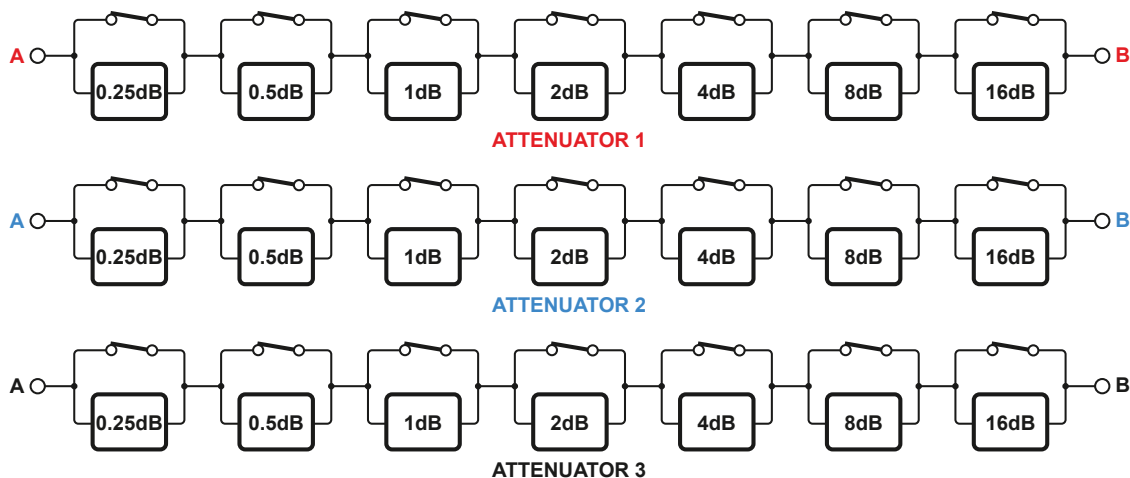 A 0.25dB 0.5dB 1dB 2dB 4dB 8dB 16dB B
ATTENUATOR 1
A 0.25dB 0.5dB 1dB 2dB 4dB 8dB 16dB B
ATTENUATOR 2
A 0.25dB 0.5dB 1dB 2dB 4dB 8dB 16dB B
ATTENUATOR 3